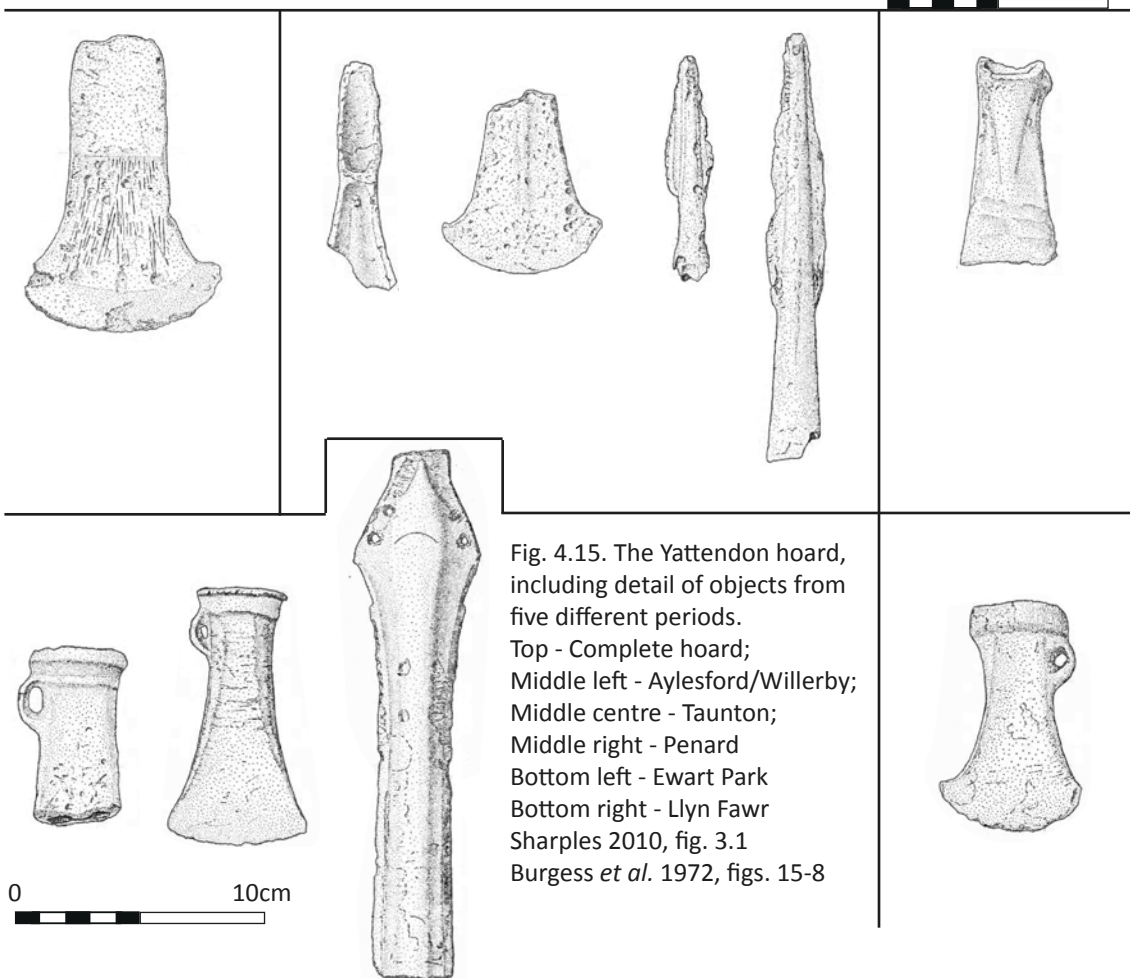 Fig. 4.15. The Yattendon hoard,
including detail of objects from
five different periods.
Top - Complete hoard;
Middle left - Aylesford/Willerby;
Middle centre - Taunton;
Middle right - Penard
Bottom left - Ewart Park
Bottom right - Llyn Fawr
Sharples 2010, fig. 3.1
Burgess et al. 1972, figs. 15-8
0 10cm